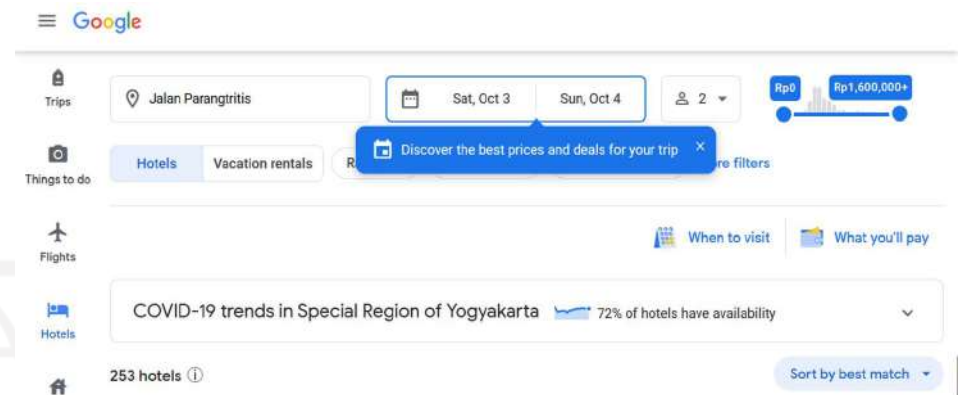 Google
Trips
Jalan Parangtritis
Sat, Oct 3
Sun, Oct 4
2
Rp0
Rp1,600,000+
Discover the best prices and deals for your trip
Things to do
Hotels
Vacation rentals
R
re filters
Flights
When to visit
What you'll pay
Hotels
COVID-19 trends in Special Region of Yogyakarta
72% of hotels have availability
253 hotels
Sort by best match